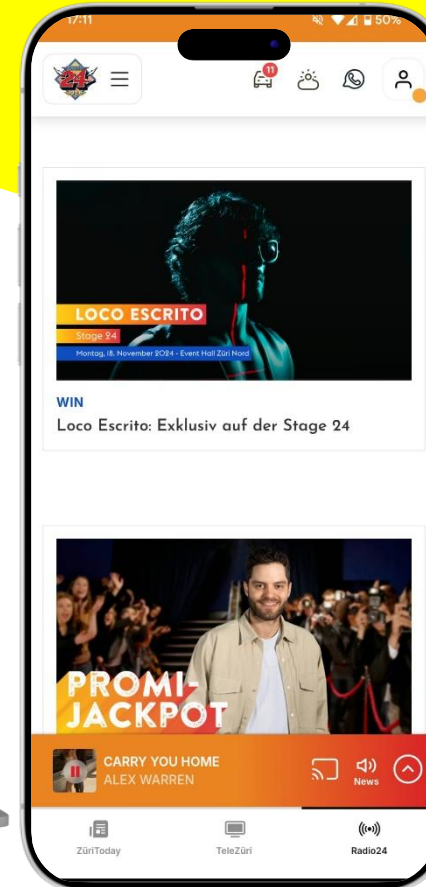 17:11
50%
24
11
LOCO ESCRITO
Stage 24
Montag, 18. November 2024 - Event Hall Züri Nord
WIN
Loco Escrito: Exklusiv auf der Stage 24
PROMI-
JACKPOT
CARRY YOU HOME
ALEX WARREN
News
ZüriToday
TeleZüri
Radio24